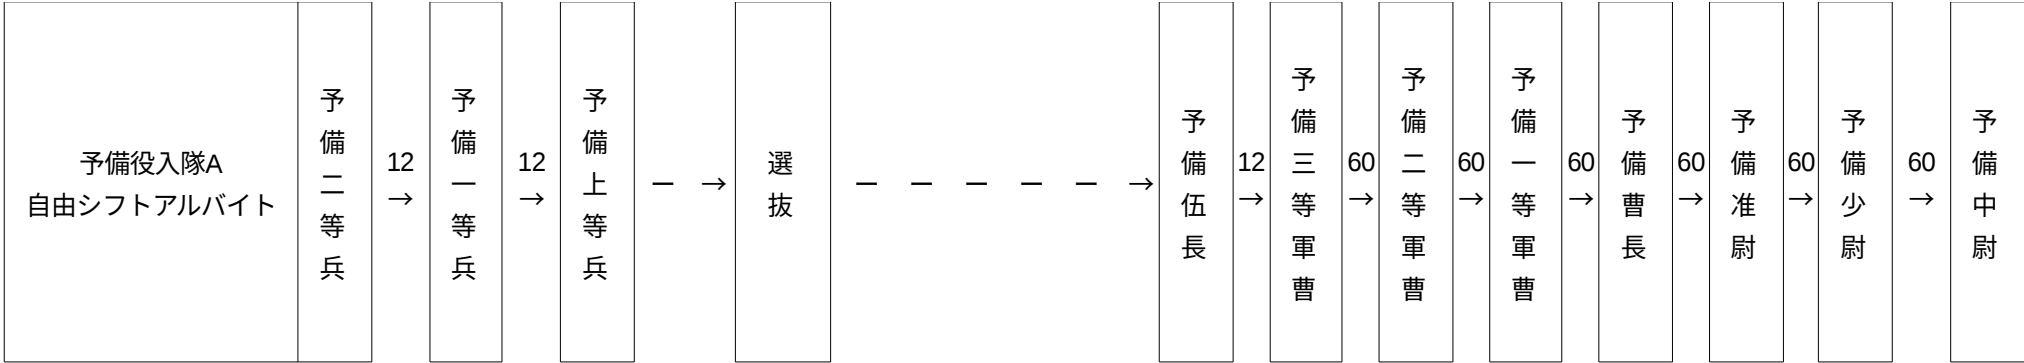 予備役入隊A
自由シフトアルバイト
予備二等兵
12
→
予備一等兵
12
→
予備上等兵
ー →
選抜
ー ー ー ー ー →
予備伍長
12
→
予備三等軍曹
60
→
予備二等軍曹
60
→
予備一等軍曹
60
→
予備曹長
60
→
予備准尉
60
→
予備少尉
60
→
予備中尉